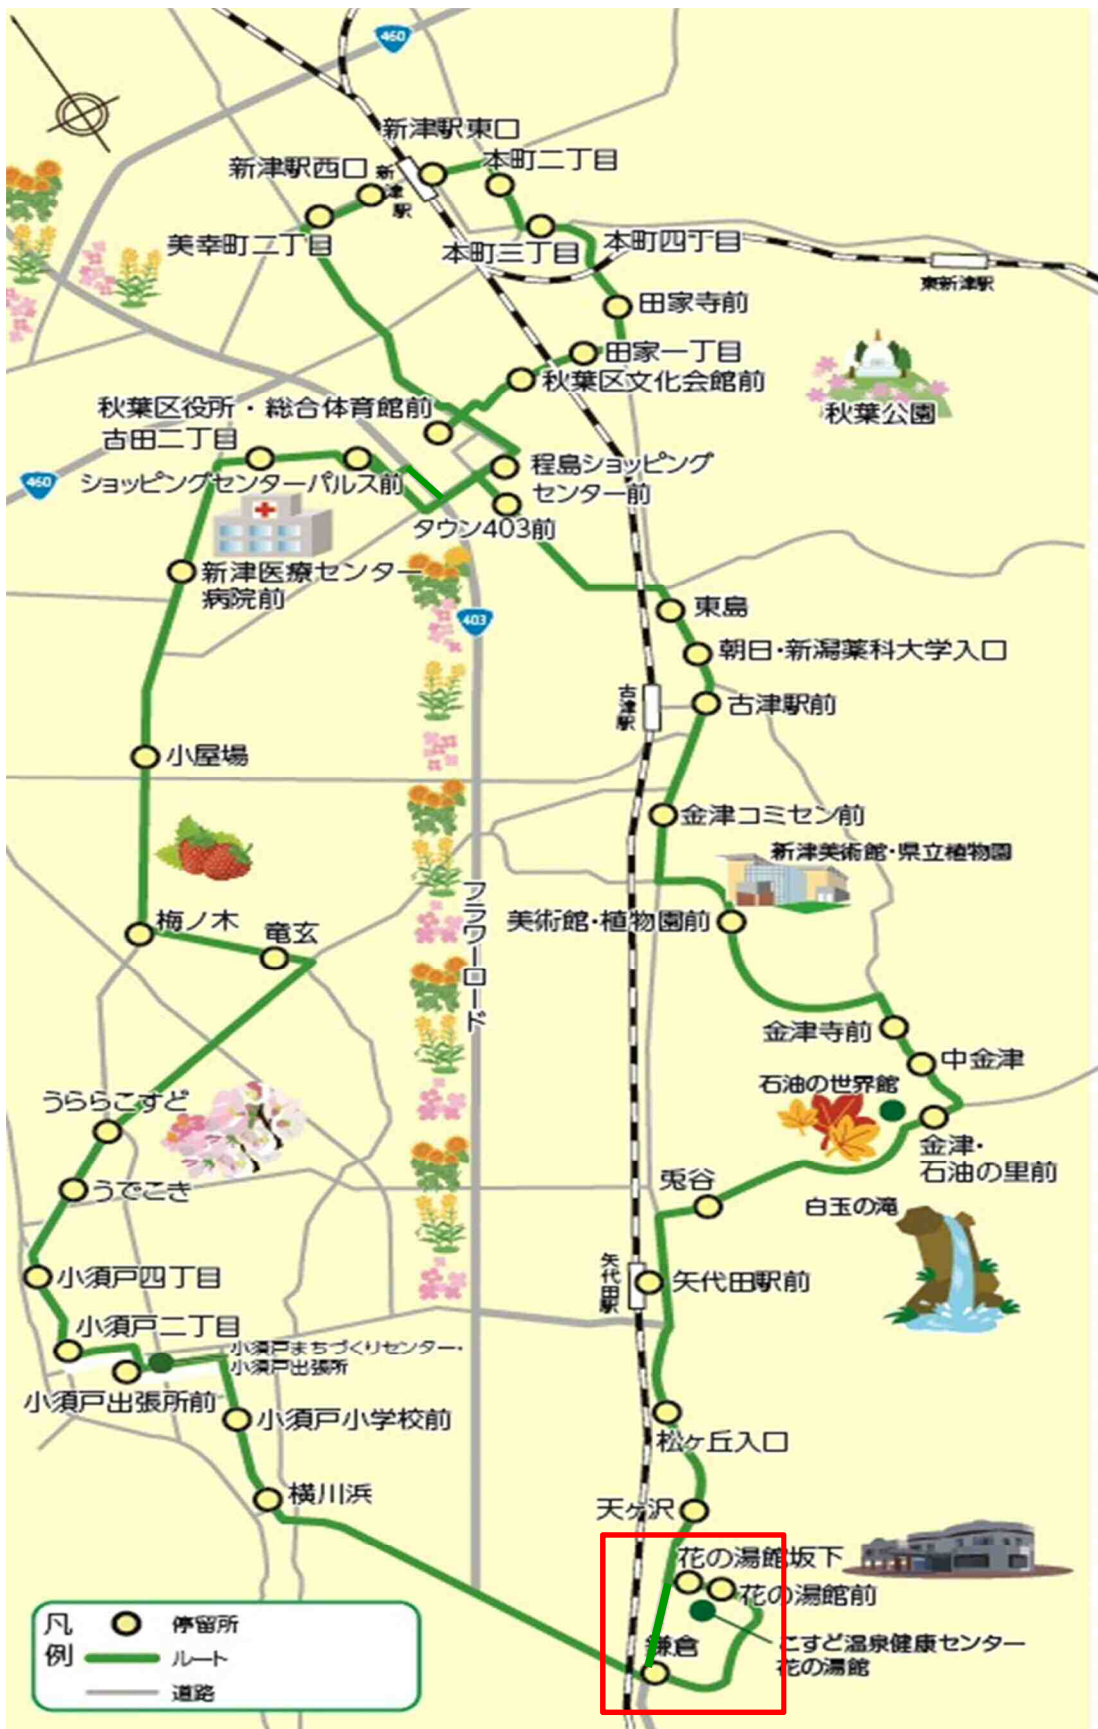 460
新津駅東口
新津駅西口
新津駅
本町二丁目
美幸町二丁目
本町三丁目
本町四丁目
東新津駅
田家寺前
田家一丁目
秋葉区文化会館前
秋葉公園
秋葉区役所・総合体育館前
古田二丁目
460
ショッピングセンターパルス前
程島ショッピング
センター前
タウン403前
新津医療センター
病院前
403
東島
朝日・新潟薬科大学入口
古津駅
古津駅前
小屋場
金津コミセン前
新津美術館・県立植物園
フラワーロード
美術館・植物園前
梅ノ木
竜玄
金津寺前
中金津
石油の世界館
うららこすど
金津・
石油の里前
うでこき
兎谷
白玉の滝
矢代田駅
矢代田駅前
小須戸四丁目
小須戸二丁目
小須戸まちづくりセンター・
小須戸出張所
小須戸出張所前
小須戸小学校前
松ヶ丘入口
横川浜
天ヶ沢
花の湯館坂下
花の湯館前
こすど温泉健康センター
花の湯館
鎌倉
凡例
停留所
ルート
道路